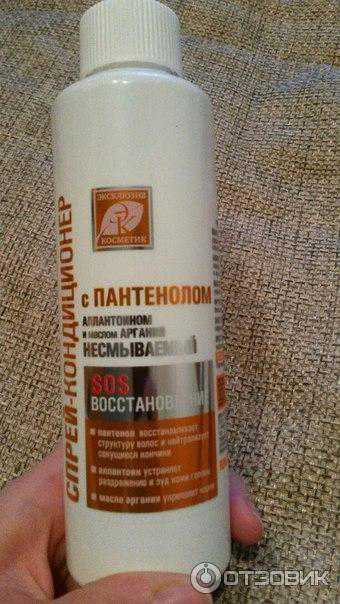 ЭКСКЛЮЗИВ
КОСМЕТИК
СПРЕЙ-КОНДИЦИОНЕР
с ПАНТЕНОЛОМ
АЛЛАНТОИНОМ
и маслом АРГАНИИ
НЕСМЫВАЕМЫЙ
SOS
ВОССТАНОВЛЕНИЕ
пантенол восстанавливает
структуру волос и нейтрализует
секущиеся кончики
аллантоин устраняет
раздражение и зуд кожи головы
масло аргании укрепляет
ОТЗОВИК